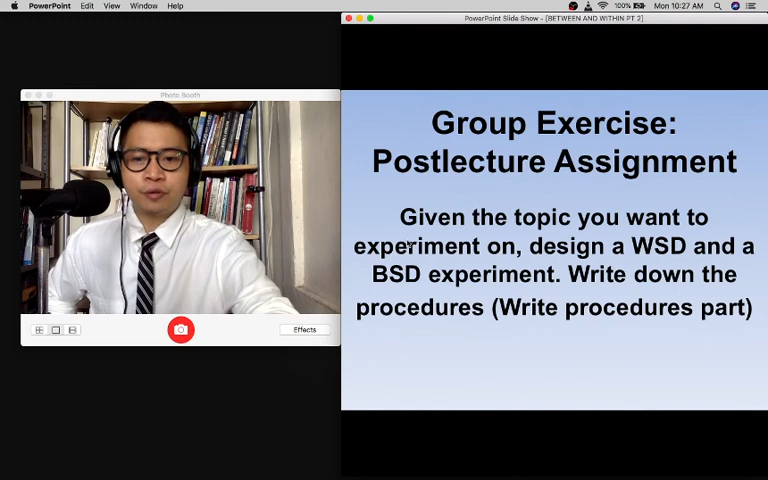 PowerPoint Edit View Window Help
100% Mon 10:27 AM
PowerPoint Slide Show - [BETWEEN AND WITHIN PT 2]
Photo Booth
Group Exercise:
Postlecture Assignment
Given the topic you want to
experiment on, design a WSD and a
BSD experiment. Write down the
procedures (Write procedures part)
Effects